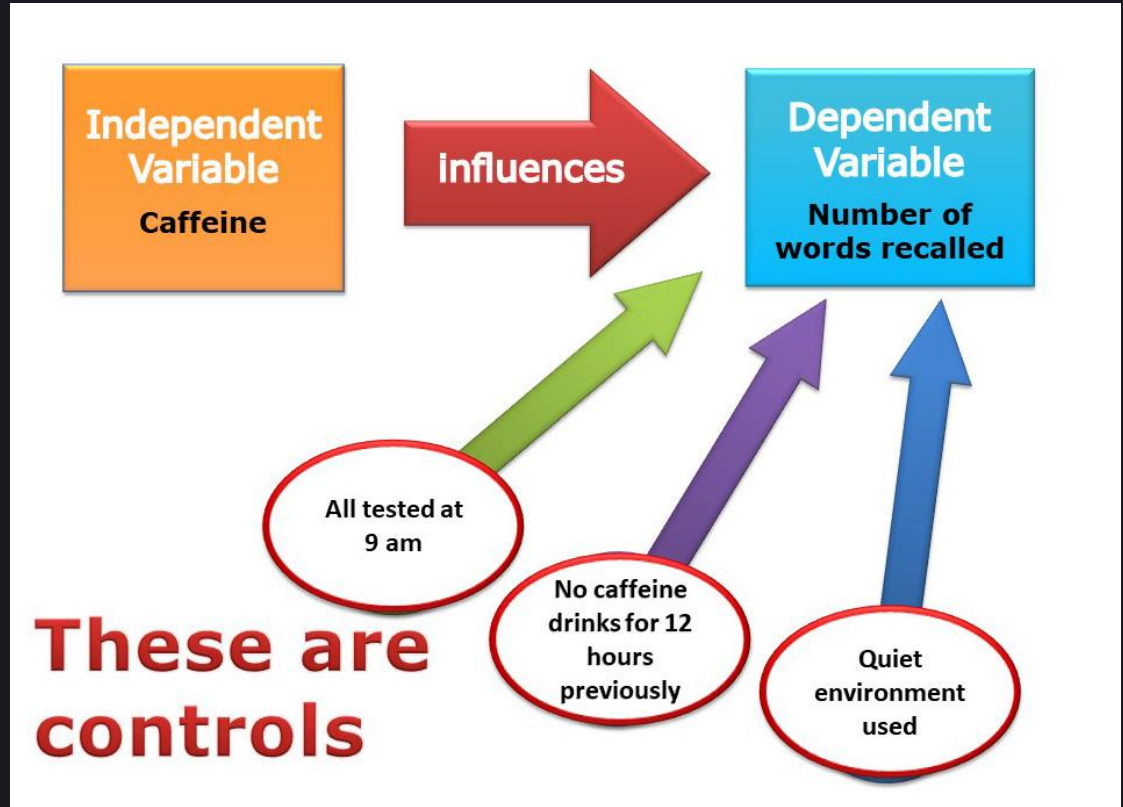 Independent
Variable
Caffeine
influences
Dependent
Variable
Number of
words recalled
All tested at
9 am
No caffeine
drinks for 12
hours
previously
Quiet
environment
used
These are
controls